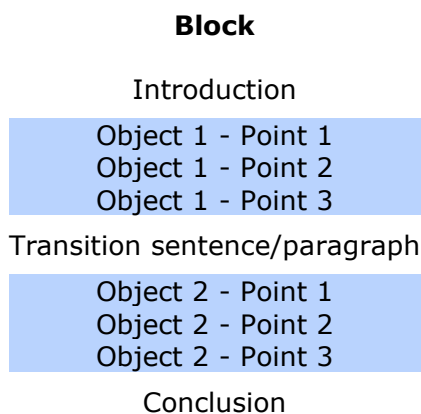 Block
Introduction
Object 1 - Point 1
Object 1 - Point 2
Object 1 - Point 3
Transition sentence/paragraph
Object 2 - Point 1
Object 2 - Point 2
Object 2 - Point 3
Conclusion